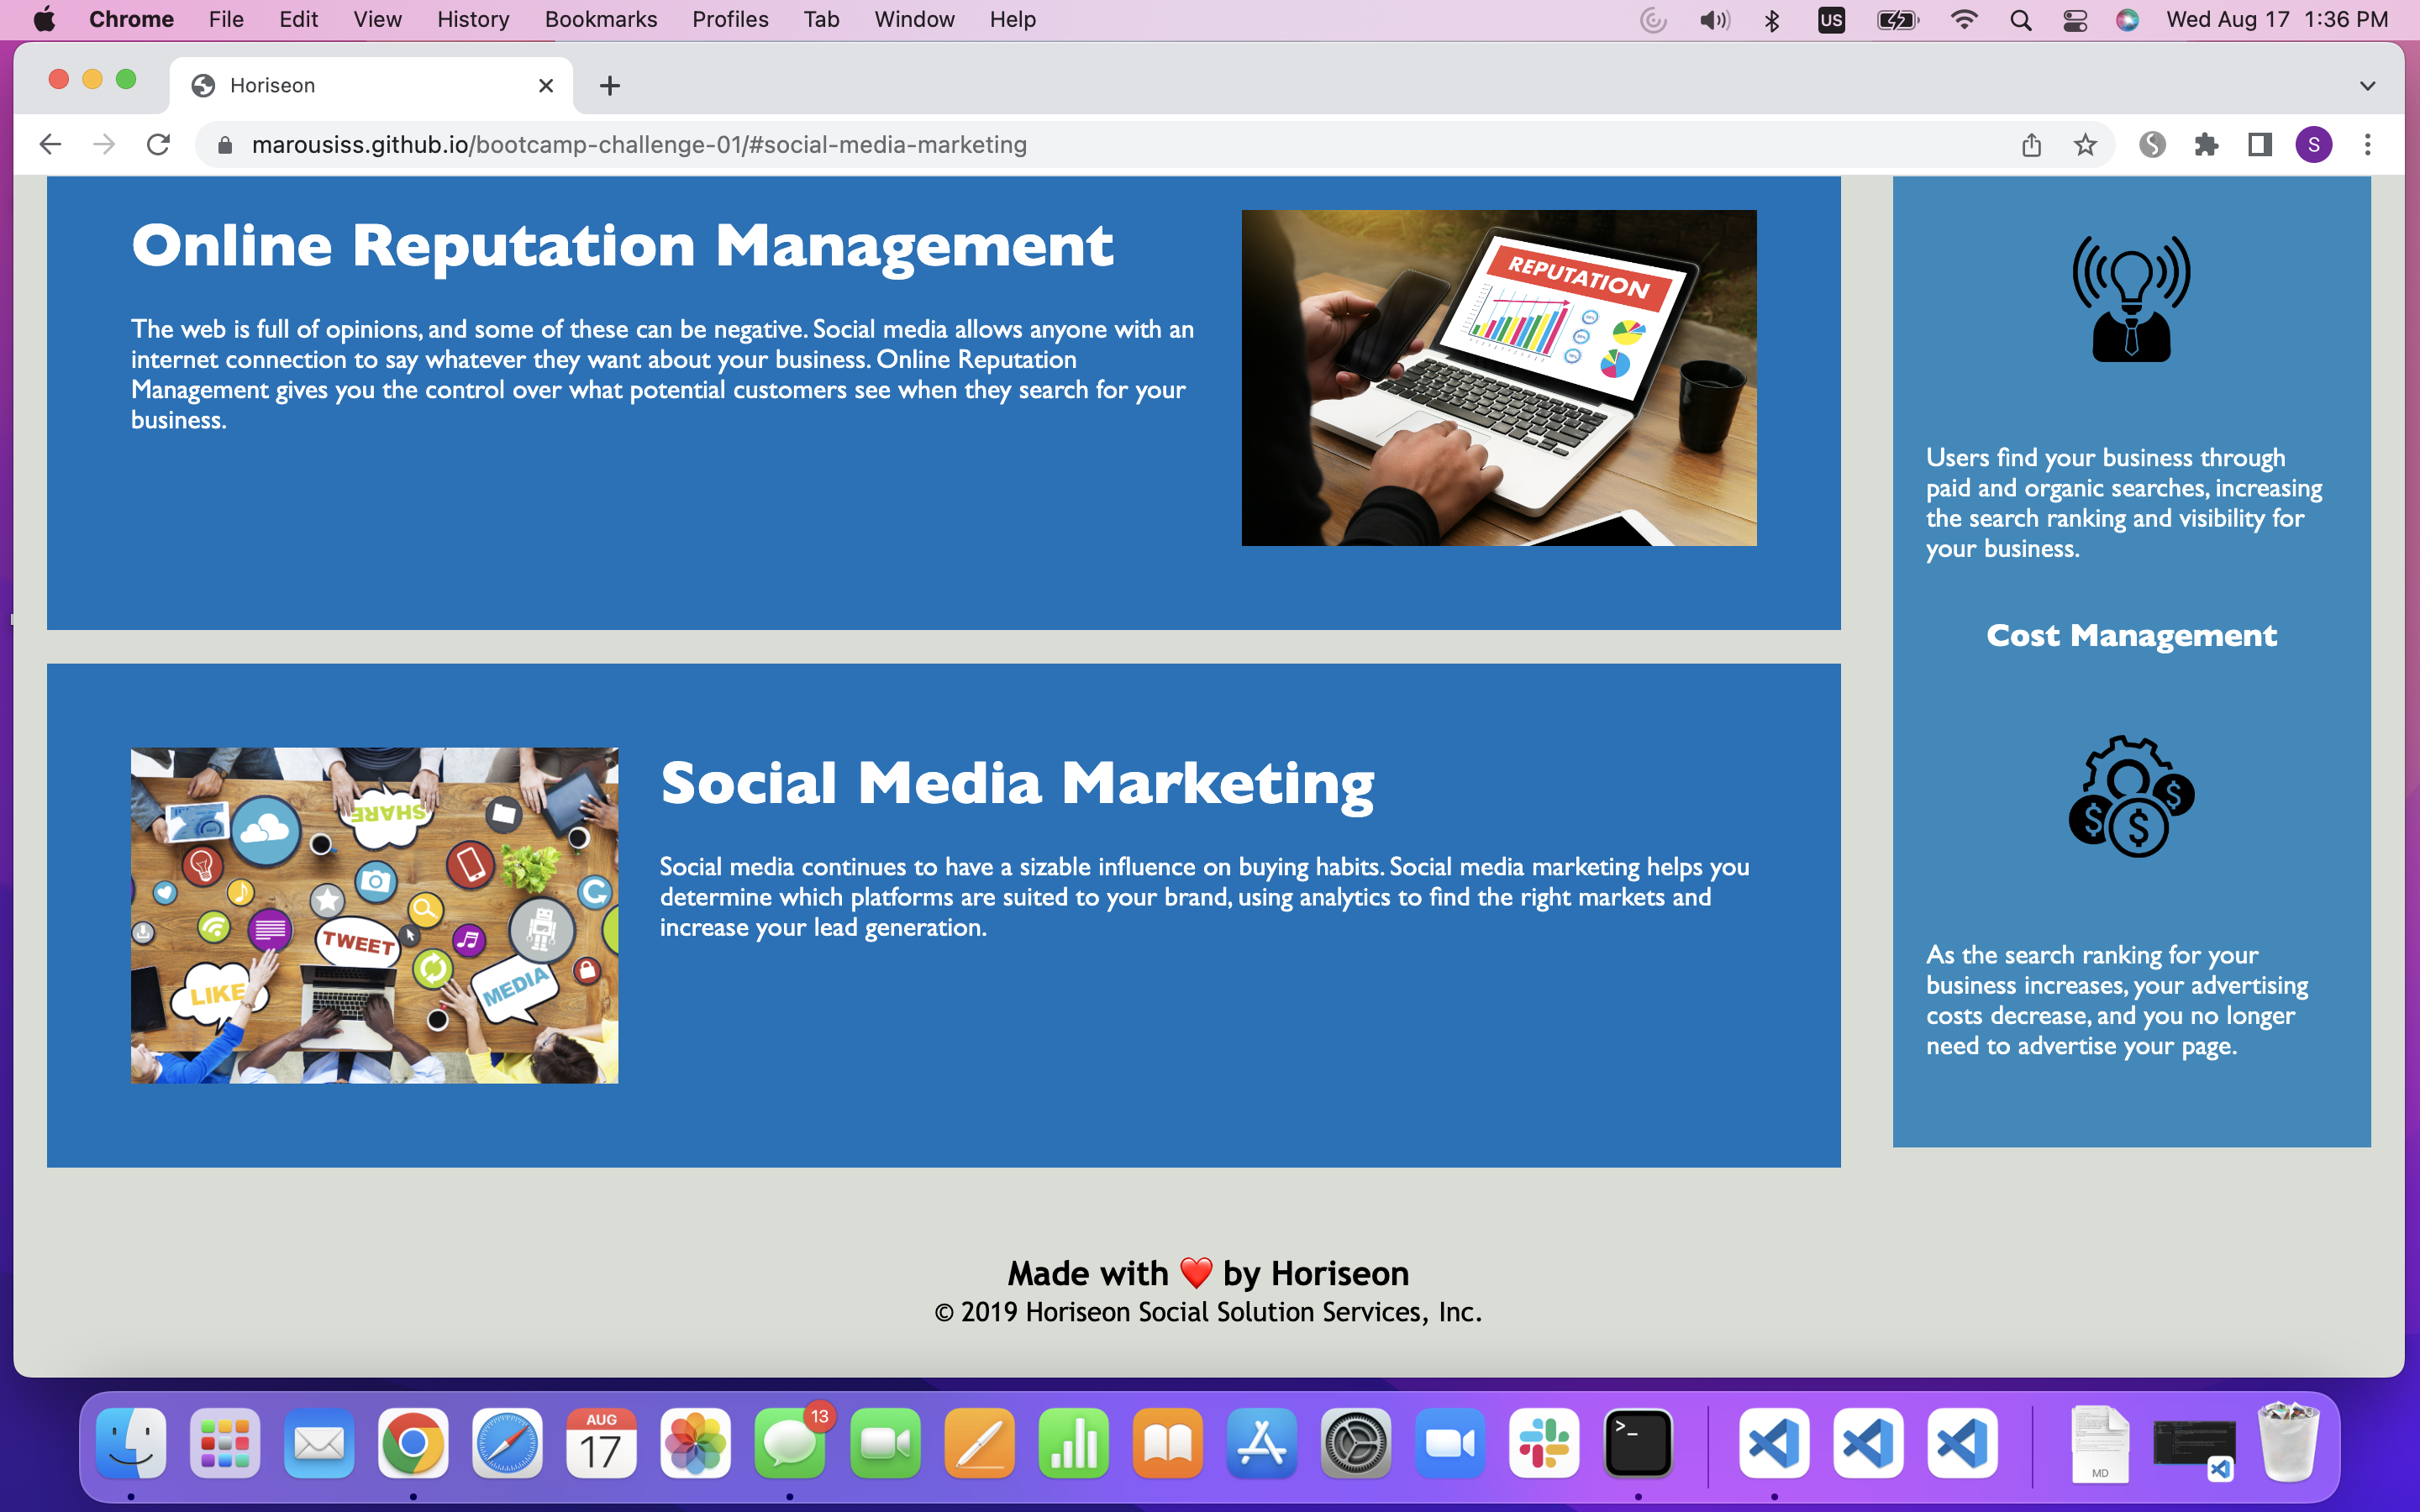 Chrome File Edit View History Bookmarks Profiles Tab Window Help US Wed Aug 17 1:36 PM
Horiseon
marousiss.github.io/bootcamp-challenge-01/#social-media-marketing S
Online Reputation Management
The web is full of opinions, and some of these can be negative. Social media allows anyone with an
internet connection to say whatever they want about your business. Online Reputation
Management gives you the control over what potential customers see when they search for your
business.
REPUTATION
Social Media Marketing
Social media continues to have a sizable influence on buying habits. Social media marketing helps you
determine which platforms are suited to your brand, using analytics to find the right markets and
increase your lead generation.
SHARE
TWEET
LIKE
MEDIA
Users find your business through
paid and organic searches, increasing
the search ranking and visibility for
your business.
Cost Management
$ $ $
As the search ranking for your
business increases, your advertising
costs decrease, and you no longer
need to advertise your page.
Made with ❤️ by Horiseon
© 2019 Horiseon Social Solution Services, Inc.
AUG
17
13
>_
MD